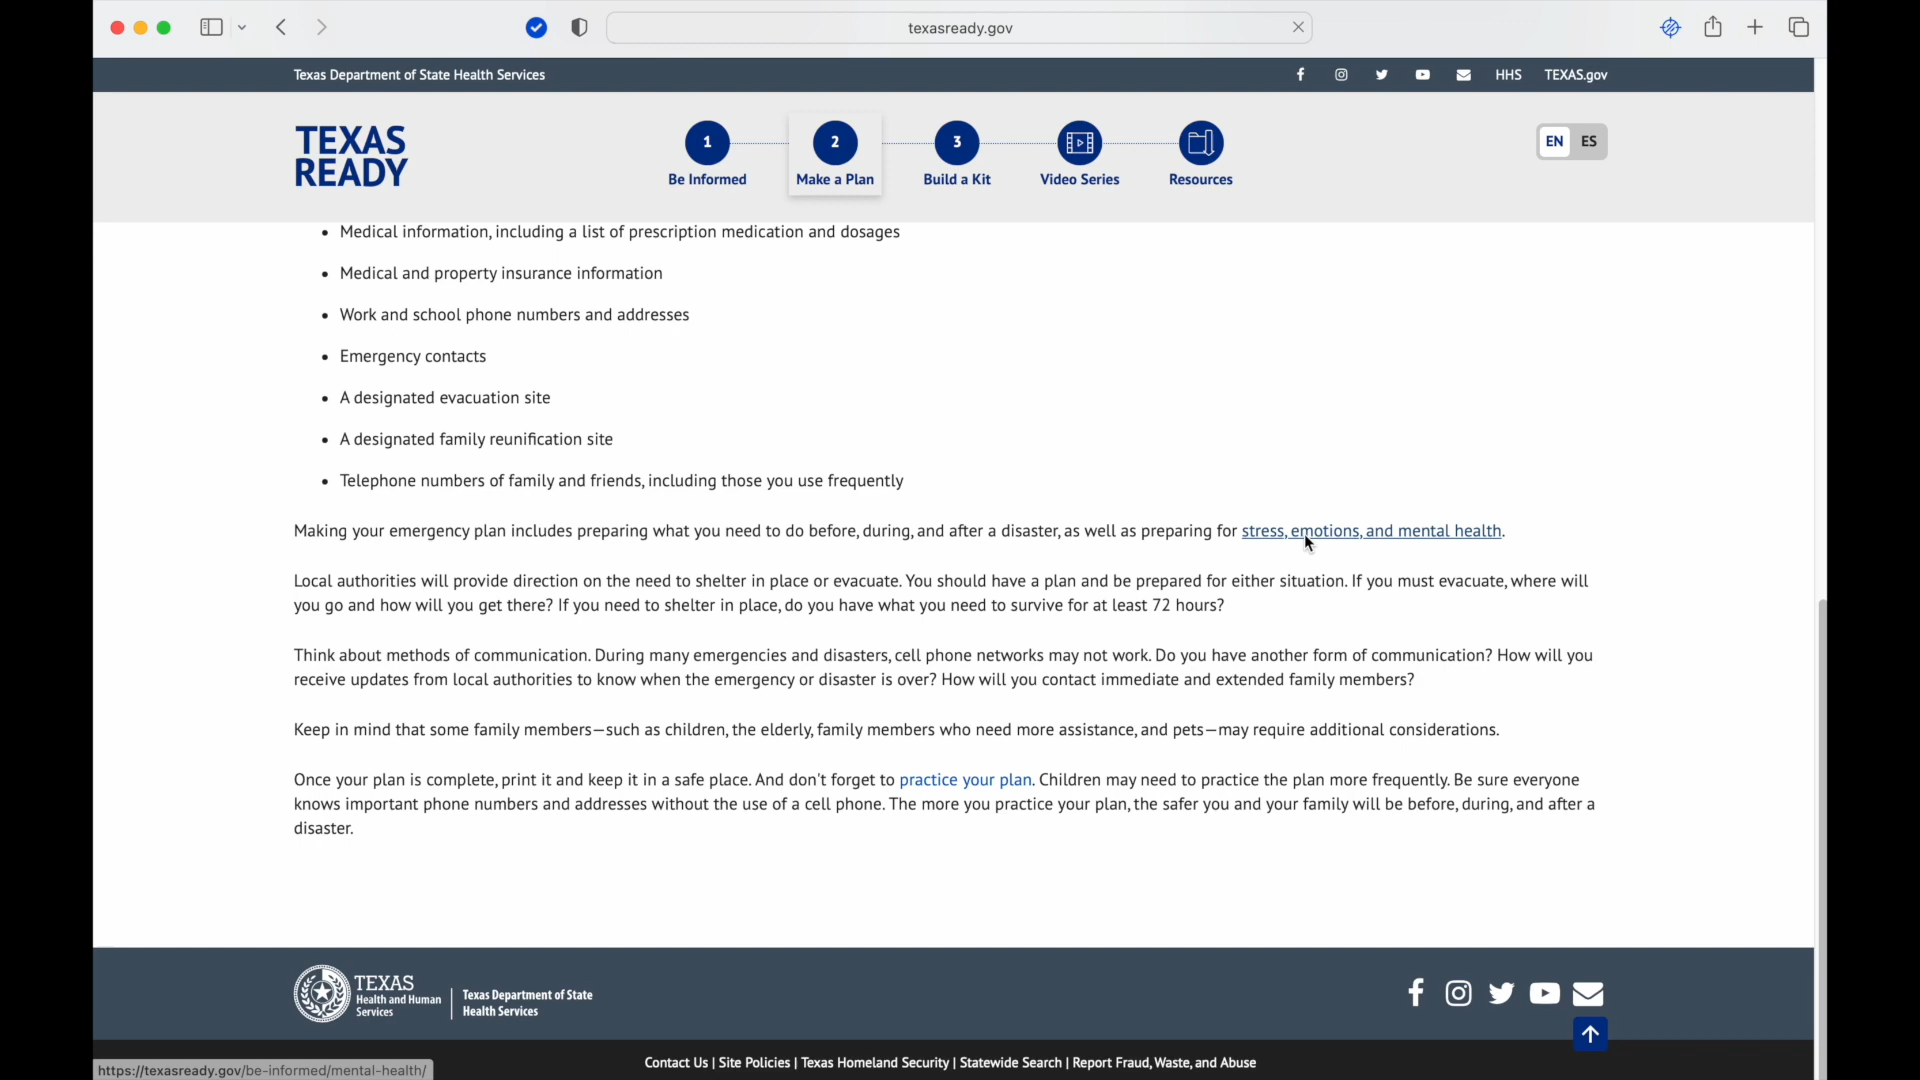 texasready.gov
Texas Department of State Health Services
HHS
TEXAS.gov
TEXAS
READY
1
Be Informed
2
Make a Plan
3
Build a Kit
Video Series
Resources
EN
ES
• Medical information, including a list of prescription medication and dosages
• Medical and property insurance information
• Work and school phone numbers and addresses
• Emergency contacts
• A designated evacuation site
• A designated family reunification site
• Telephone numbers of family and friends, including those you use frequently
Making your emergency plan includes preparing what you need to do before, during, and after a disaster, as well as preparing for stress, emotions, and mental health.
Local authorities will provide direction on the need to shelter in place or evacuate. You should have a plan and be prepared for either situation. If you must evacuate, where will
you go and how will you get there? If you need to shelter in place, do you have what you need to survive for at least 72 hours?
Think about methods of communication. During many emergencies and disasters, cell phone networks may not work. Do you have another form of communication? How will you
receive updates from local authorities to know when the emergency or disaster is over? How will you contact immediate and extended family members?
Keep in mind that some family members—such as children, the elderly, family members who need more assistance, and pets—may require additional considerations.
Once your plan is complete, print it and keep it in a safe place. And don't forget to practice your plan. Children may need to practice the plan more frequently. Be sure everyone
knows important phone numbers and addresses without the use of a cell phone. The more you practice your plan, the safer you and your family will be before, during, and after a
disaster.
TEXAS
Health and Human
Services
Texas Department of State
Health Services
Contact Us | Site Policies | Texas Homeland Security | Statewide Search | Report Fraud, Waste, and Abuse
https://texasready.gov/be-informed/mental-health/